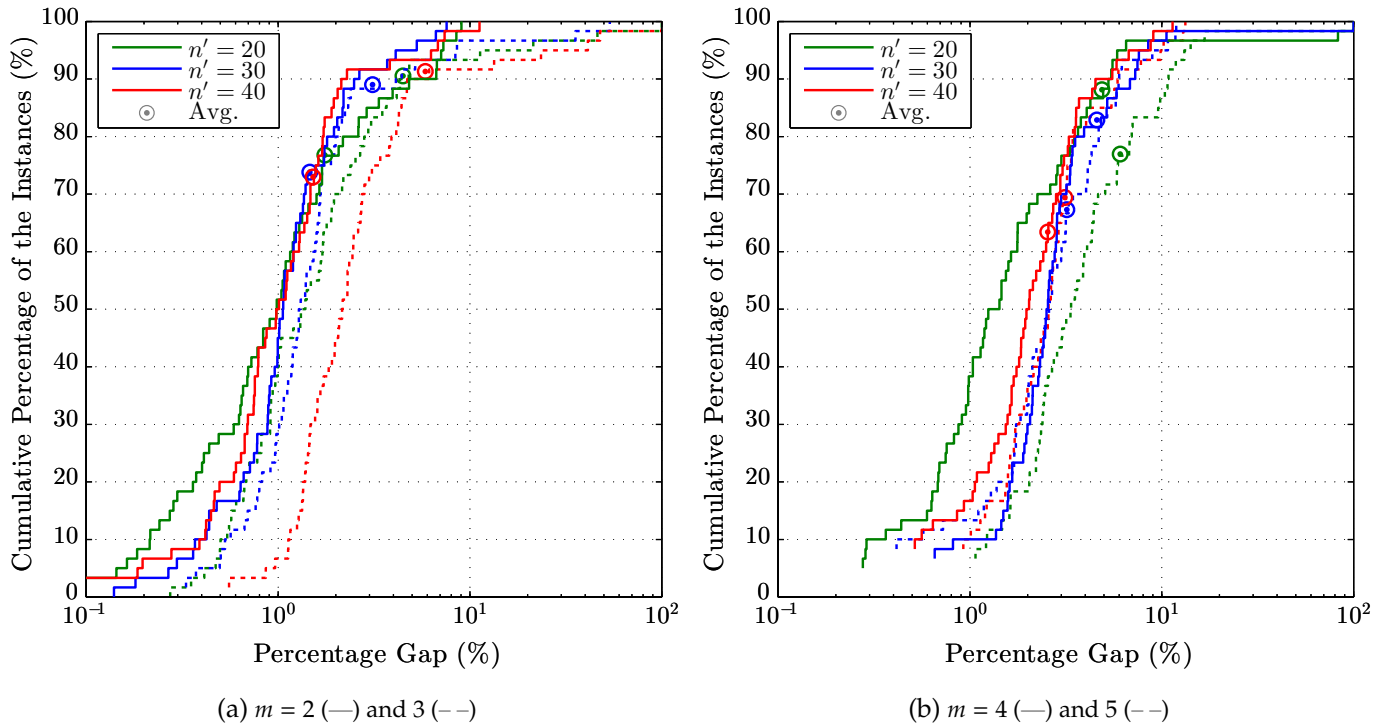 Cumulative Percentage of the Instances (%)
100
90
80
70
60
50
40
30
20
10
0
n′ = 20
n′ = 30
n′ = 40
Avg.
10⁻¹ 10⁰ 10¹ 10²
Percentage Gap (%)
(a) m = 2 (—) and 3 (– –)
Cumulative Percentage of the Instances (%)
100
90
80
70
60
50
40
30
20
10
0
n′ = 20
n′ = 30
n′ = 40
Avg.
10⁻¹ 10⁰ 10¹ 10²
Percentage Gap (%)
(b) m = 4 (—) and 5 (– –)